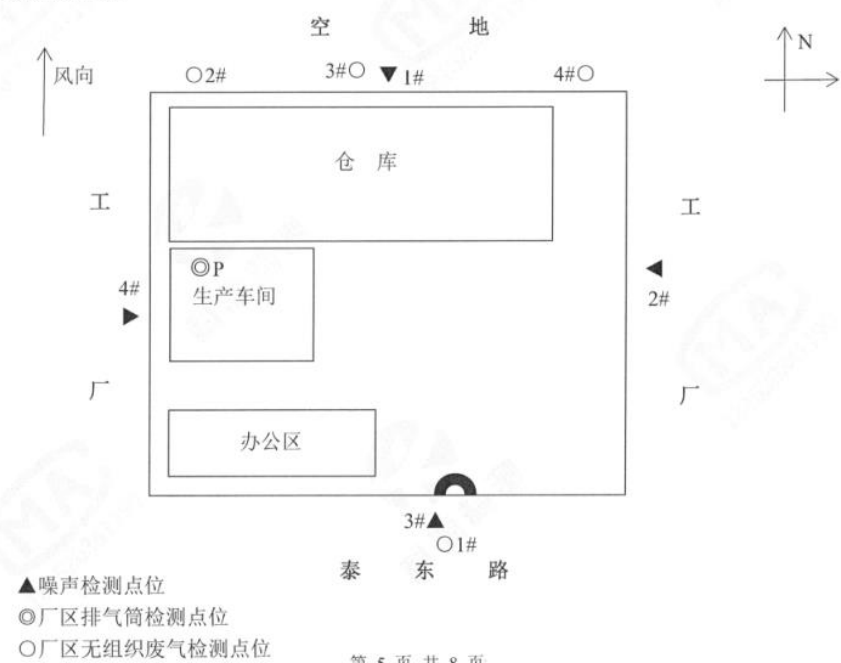 空 地
N
风向
○2#
3#○
▼1#
4#○
仓 库
工
工
◎P
生产车间
4#
2#
厂
厂
办公区
3#▲
○1#
泰 东 路
▲噪声检测点位
◎厂区排气筒检测点位
○厂区无组织废气检测点位
第 5 页 共 8 页
MA
MA